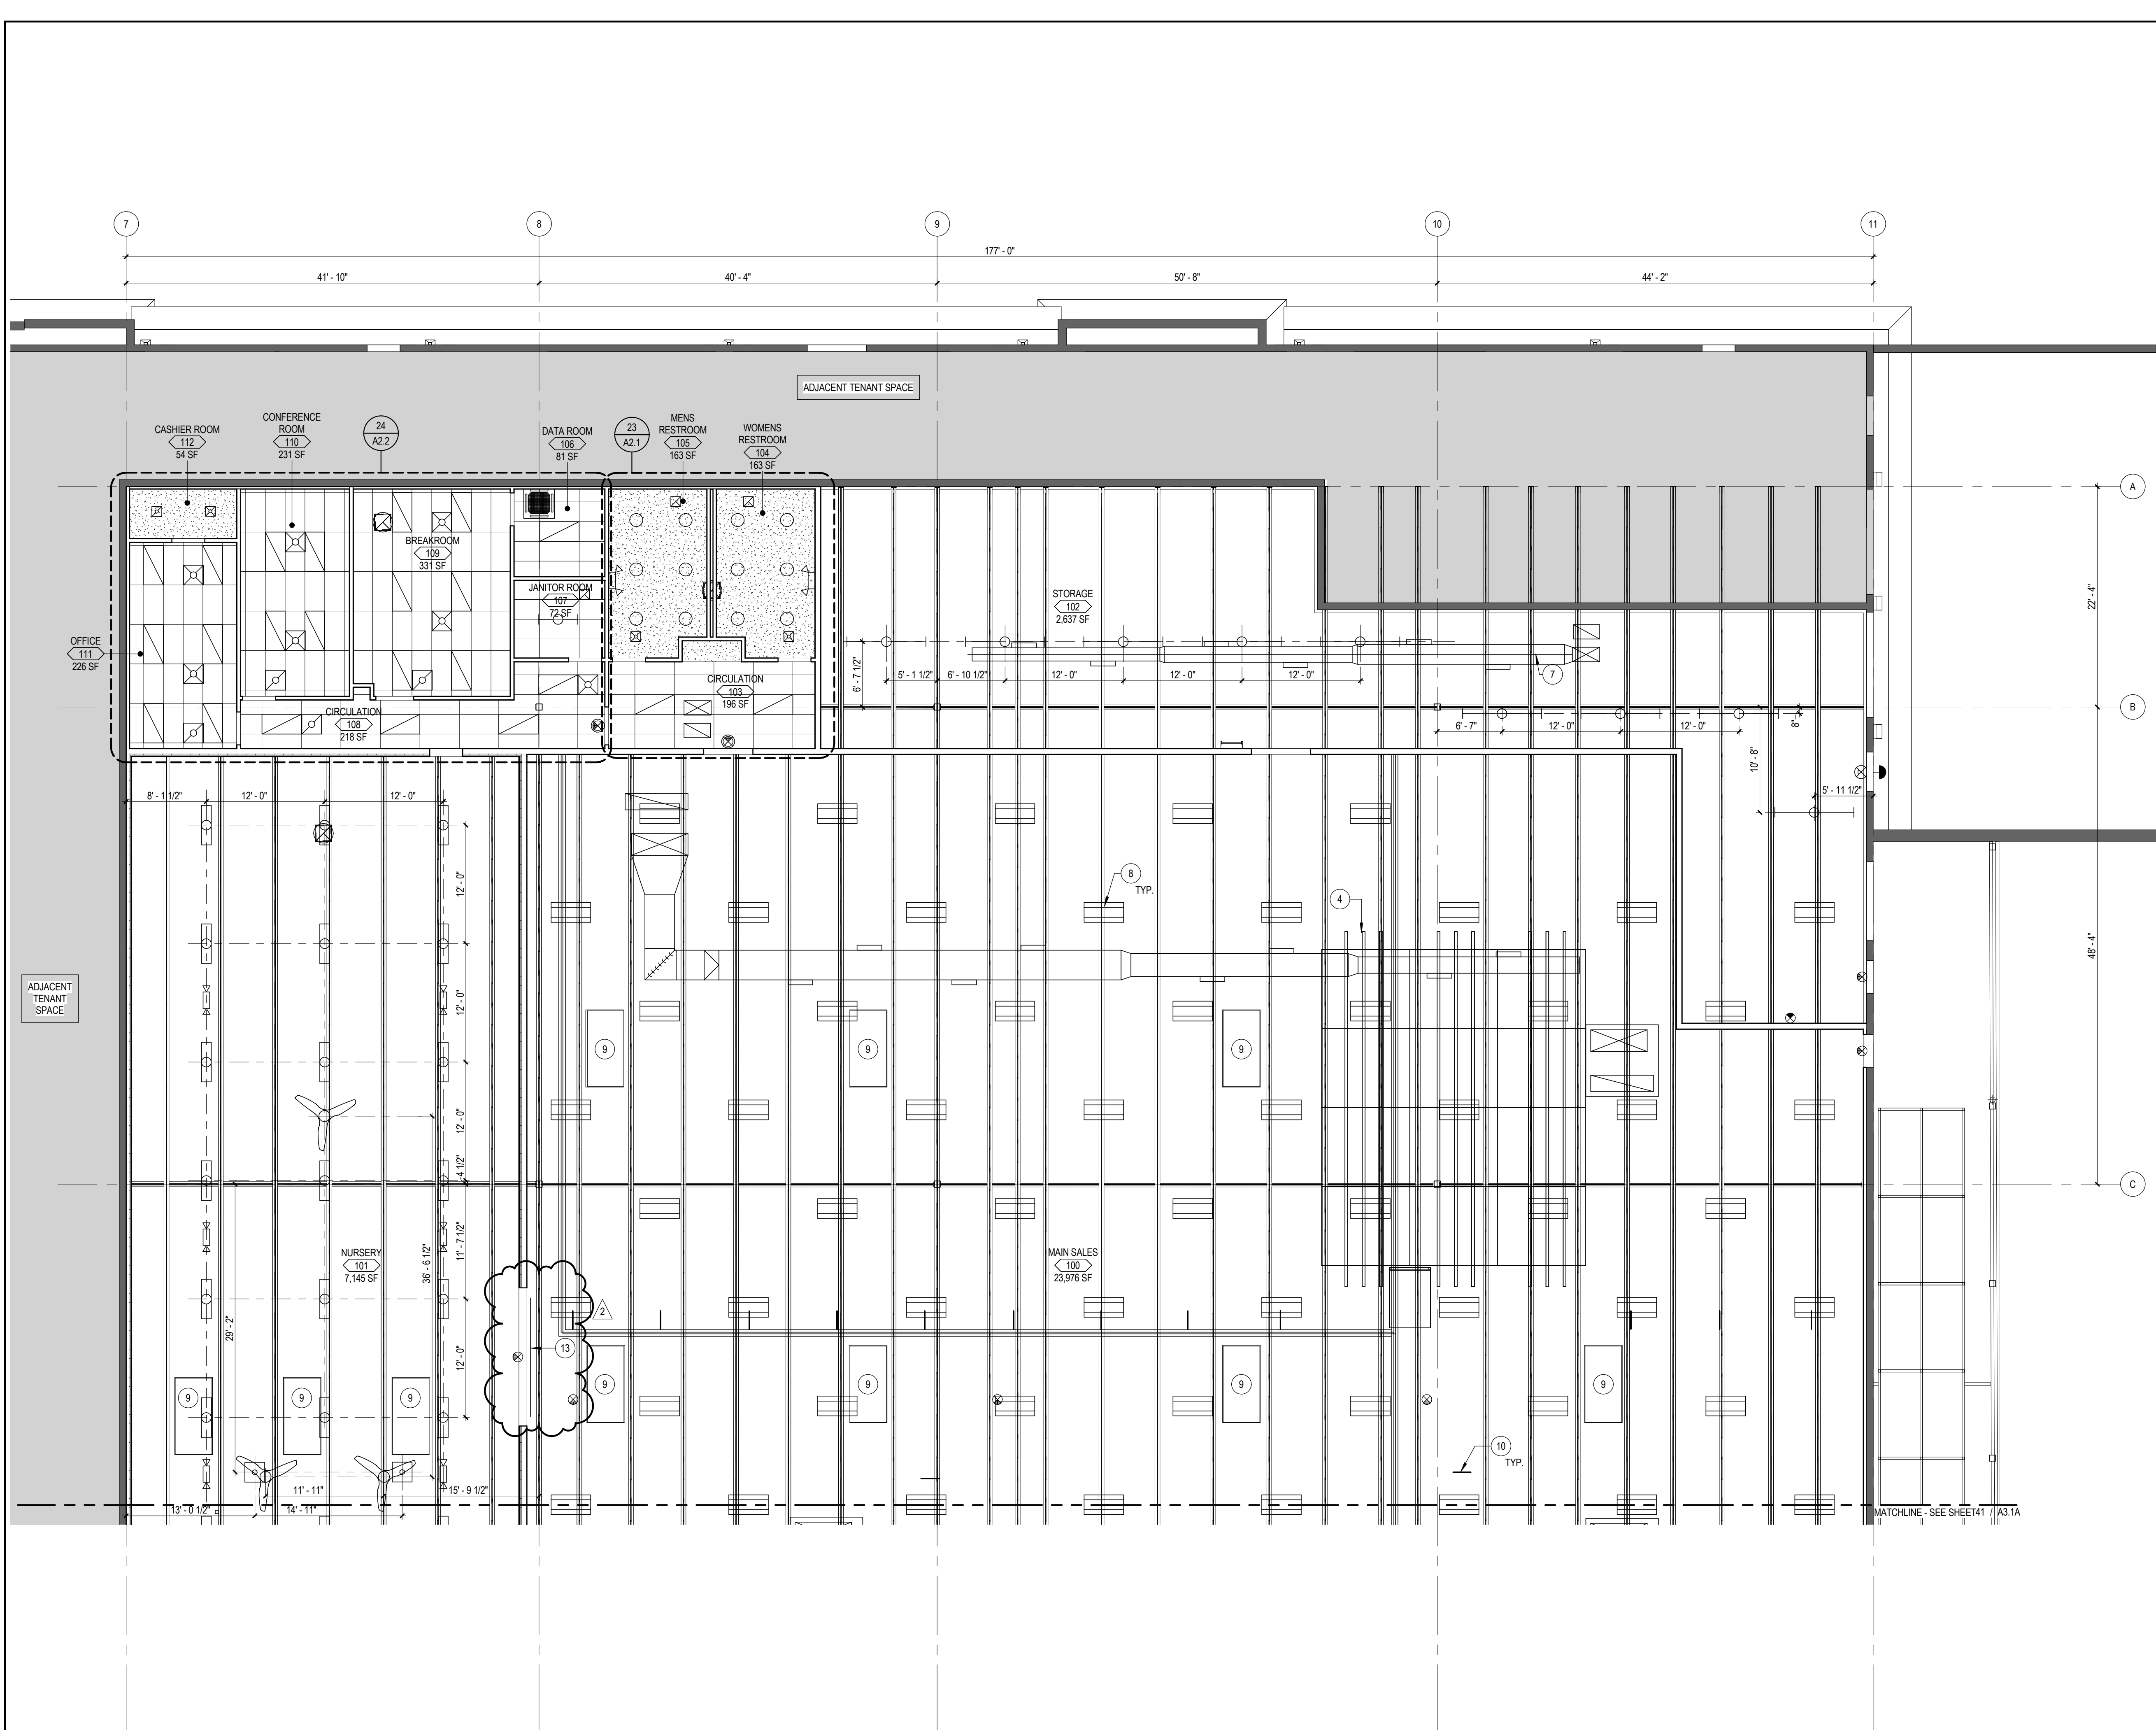 7
8
9
10
11
177' - 0"
41' - 10"
40' - 4"
50' - 8"
44' - 2"
ADJACENT TENANT SPACE
CASHIER ROOM
112
54 SF
CONFERENCE
ROOM
110
231 SF
24
A2.2
DATA ROOM
106
81 SF
23
A2.1
MENS
RESTROOM
105
163 SF
WOMENS
RESTROOM
104
163 SF
A
BREAKROOM
109
331 SF
JANITOR ROOM
107
72 SF
STORAGE
102
2,637 SF
22' - 4"
OFFICE
111
226 SF
6' - 7 1/2"
5' - 1 1/2"
6' - 10 1/2"
12' - 0"
12' - 0"
12' - 0"
7
CIRCULATION
103
196 SF
CIRCULATION
108
218 SF
B
6' - 7"
12' - 0"
12' - 0"
8"
10' - 8"
5' - 11 1/2"
8' - 1 1/2"
12' - 0"
12' - 0"
12' - 0"
8
TYP.
4
48' - 4"
ADJACENT
TENANT
SPACE
12' - 0"
9
9
9
12' - 0"
4 1/2"
C
11' - 7 1/2"
36' - 6 1/2"
29' - 2"
NURSERY
101
7,145 SF
MAIN SALES
100
23,976 SF
2
13
12' - 0"
9
9
9
9
9
9
9
10
TYP.
11' - 11"
15' - 9 1/2"
13' - 0 1/2"
14' - 11"
MATCHLINE - SEE SHEET41 / A3.1A